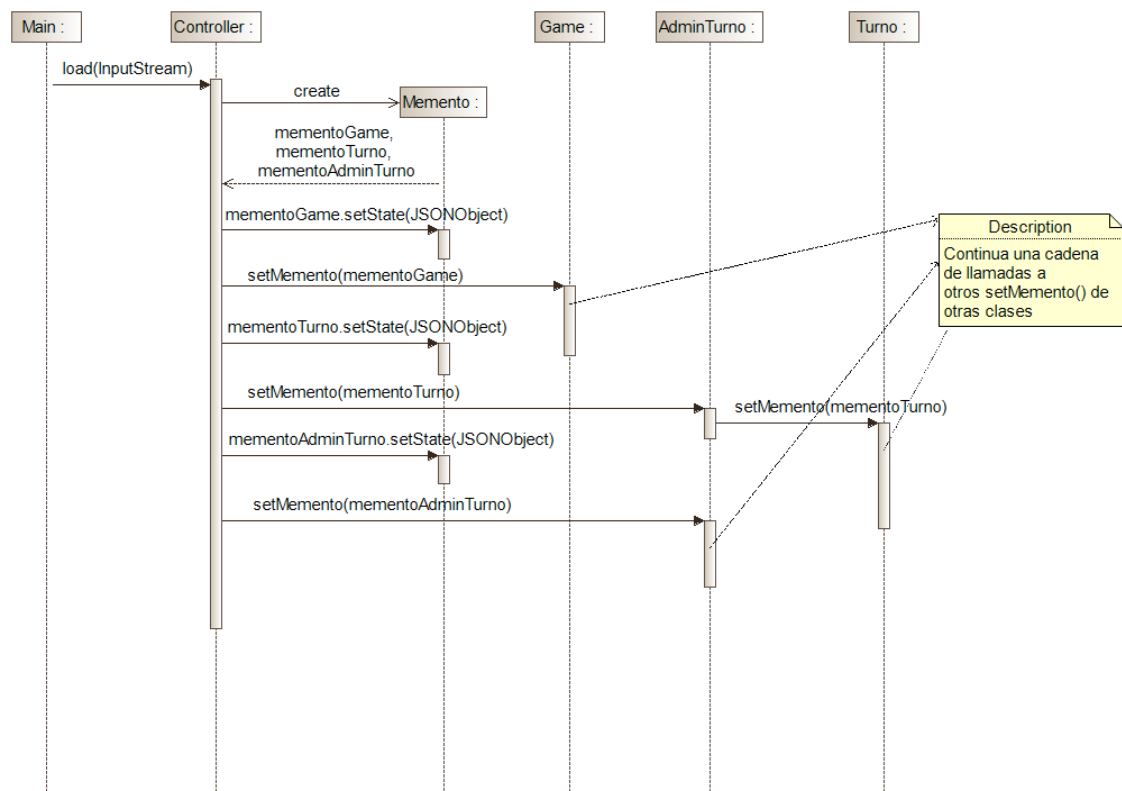 Main :
Controller :
Game :
AdminTurno :
Turno :
load(InputStream)
create
Memento :
mementoGame,
mementoTurno,
mementoAdminTurno
mementoGame.setState(JSONObject)
setMemento(mementoGame)
mementoTurno.setState(JSONObject)
setMemento(mementoTurno)
setMemento(mementoTurno)
mementoAdminTurno.setState(JSONObject)
setMemento(mementoAdminTurno)
Description
Continua una cadena
de llamadas a
otros setMemento() de
otras clases